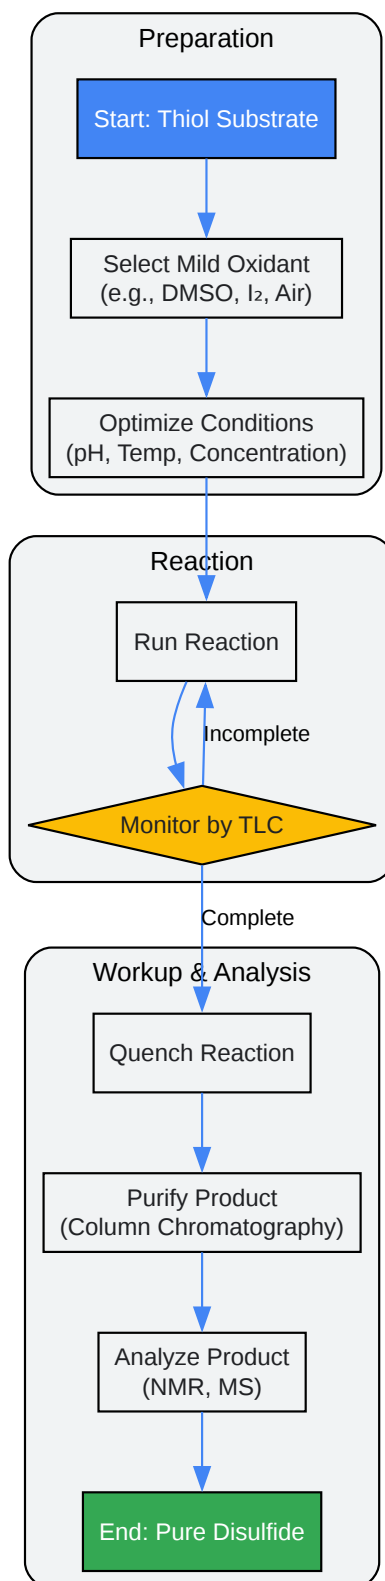 Preparation
Start: Thiol Substrate
Select Mild Oxidant
(e.g., DMSO, I₂, Air)
Optimize Conditions
(pH, Temp, Concentration)
Reaction
Run Reaction
Incomplete
Monitor by TLC
Complete
Workup & Analysis
Quench Reaction
Purify Product
(Column Chromatography)
Analyze Product
(NMR, MS)
End: Pure Disulfide